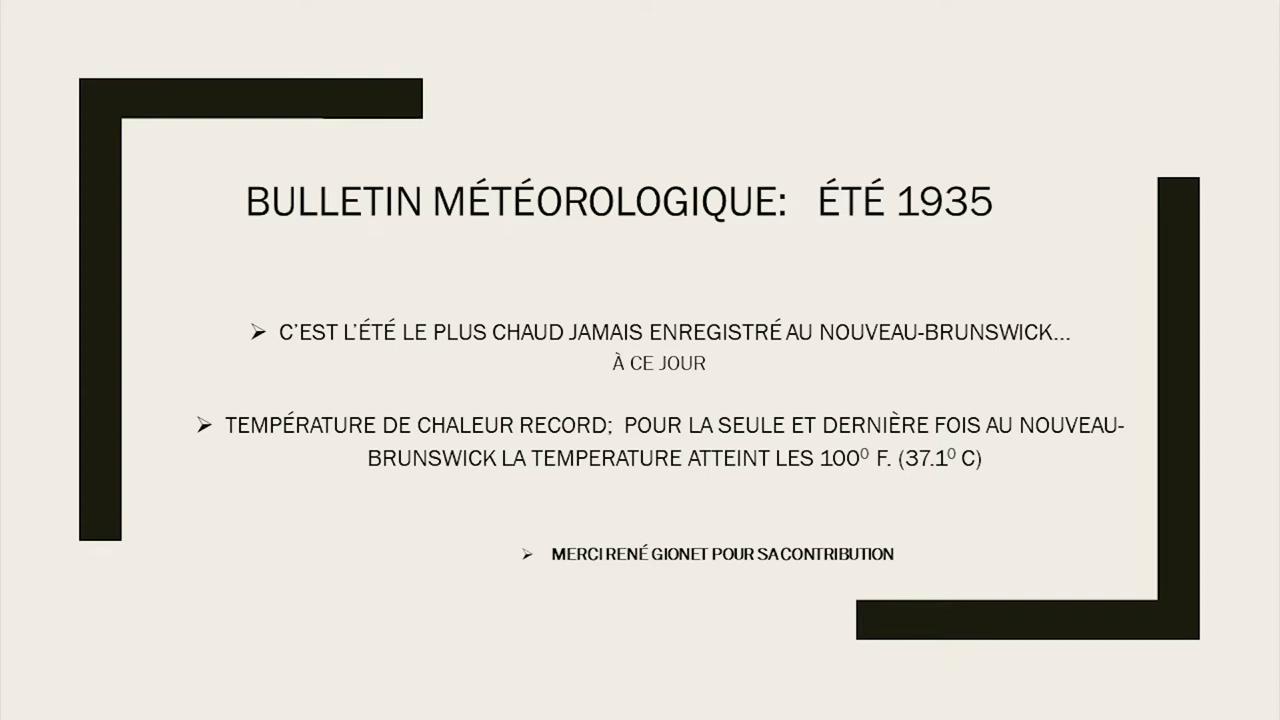 BULLETIN MÉTÉOROLOGIQUE: ÉTÉ 1935
➢ C'EST L'ÉTÉ LE PLUS CHAUD JAMAIS ENREGISTRÉ AU NOUVEAU-BRUNSWICK...
À CE JOUR
➢ TEMPÉRATURE DE CHALEUR RECORD; POUR LA SEULE ET DERNIÈRE FOIS AU NOUVEAU-
BRUNSWICK LA TEMPERATURE ATTEINT LES 100⁰ F. (37.1⁰ C)
➢ MERCI RENÉ GIONET POUR SA CONTRIBUTION